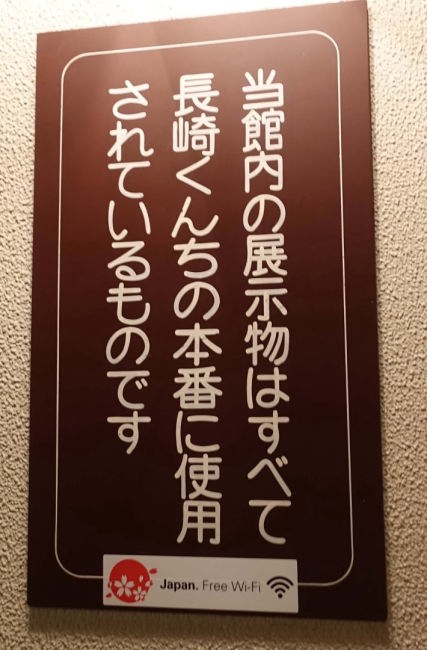 当館内の展示物はすべて
長崎くんちの本番に使用
されているものです
Japan. Free Wi-Fi